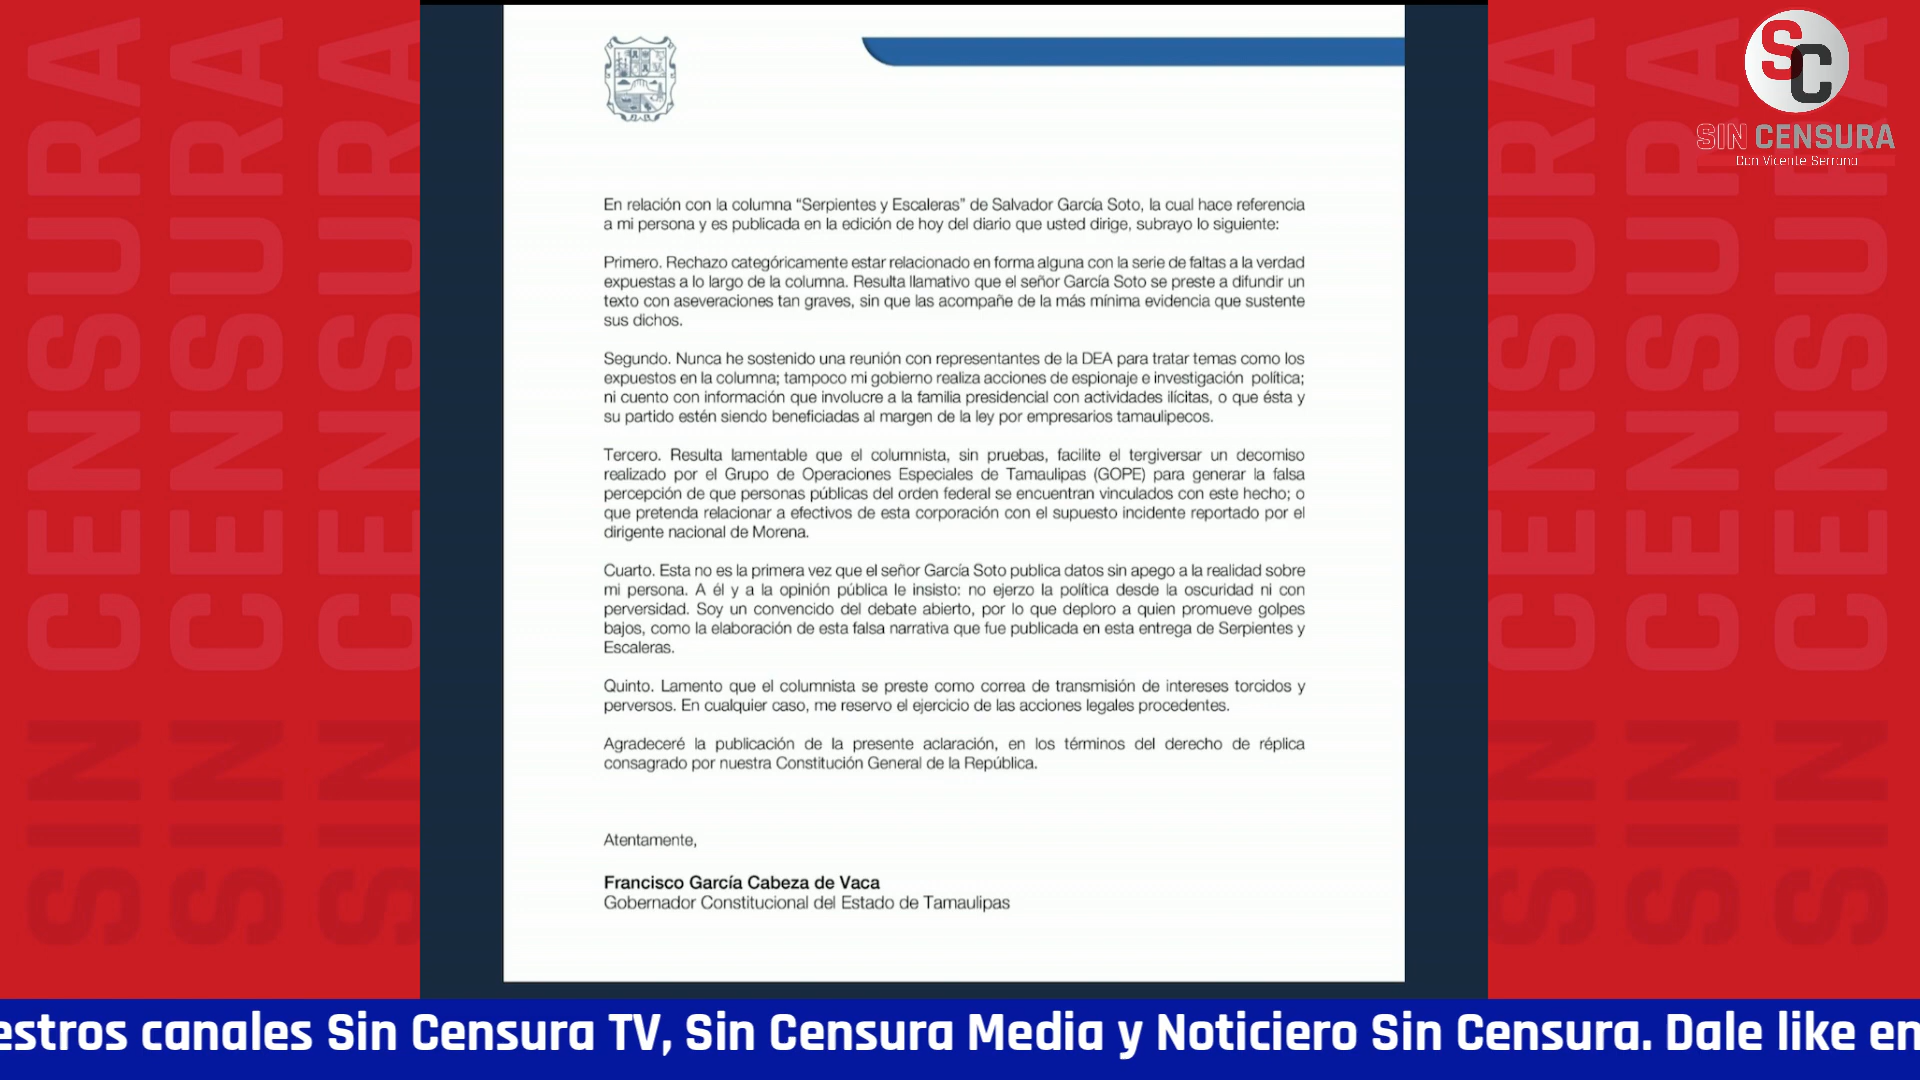 SC
SIN CENSURA
Con Vicente Serrano
SIN CENSURA
SIN CENSURA
SIN CENSURA
SIN CENSURA
SIN CENSURA
SIN CENSURA
En relación con la columna “Serpientes y Escaleras” de Salvador García Soto, la cual hace referencia
a mi persona y es publicada en la edición de hoy del diario que usted dirige, subrayo lo siguiente:
Primero. Rechazo categóricamente estar relacionado en forma alguna con la serie de faltas a la verdad
expuestas a lo largo de la columna. Resulta llamativo que el señor García Soto se preste a difundir un
texto con aseveraciones tan graves, sin que las acompañe de la más mínima evidencia que sustente
sus dichos.
Segundo. Nunca he sostenido una reunión con representantes de la DEA para tratar temas como los
expuestos en la columna; tampoco mi gobierno realiza acciones de espionaje e investigación política;
ni cuento con información que involucre a la familia presidencial con actividades ilícitas, o que ésta y
su partido estén siendo beneficiadas al margen de la ley por empresarios tamaulipecos.
Tercero. Resulta lamentable que el columnista, sin pruebas, facilite el tergiversar un decomiso
realizado por el Grupo de Operaciones Especiales de Tamaulipas (GOPE) para generar la falsa
percepción de que personas públicas del orden federal se encuentran vinculados con este hecho; o
que pretenda relacionar a efectivos de esta corporación con el supuesto incidente reportado por el
dirigente nacional de Morena.
Cuarto. Esta no es la primera vez que el señor García Soto publica datos sin apego a la realidad sobre
mi persona. A él y a la opinión pública le insisto: no ejerzo la política desde la oscuridad ni con
perversidad. Soy un convencido del debate abierto, por lo que deploro a quien promueve golpes
bajos, como la elaboración de esta falsa narrativa que fue publicada en esta entrega de Serpientes y
Escaleras.
Quinto. Lamento que el columnista se preste como correa de transmisión de intereses torcidos y
perversos. En cualquier caso, me reservo el ejercicio de las acciones legales procedentes.
Agradeceré la publicación de la presente aclaración, en los términos del derecho de réplica
consagrado por nuestra Constitución General de la República.
Atentamente,
Francisco García Cabeza de Vaca
Gobernador Constitucional del Estado de Tamaulipas
estros canales Sin Censura TV, Sin Censura Media y Noticiero Sin Censura. Dale like en